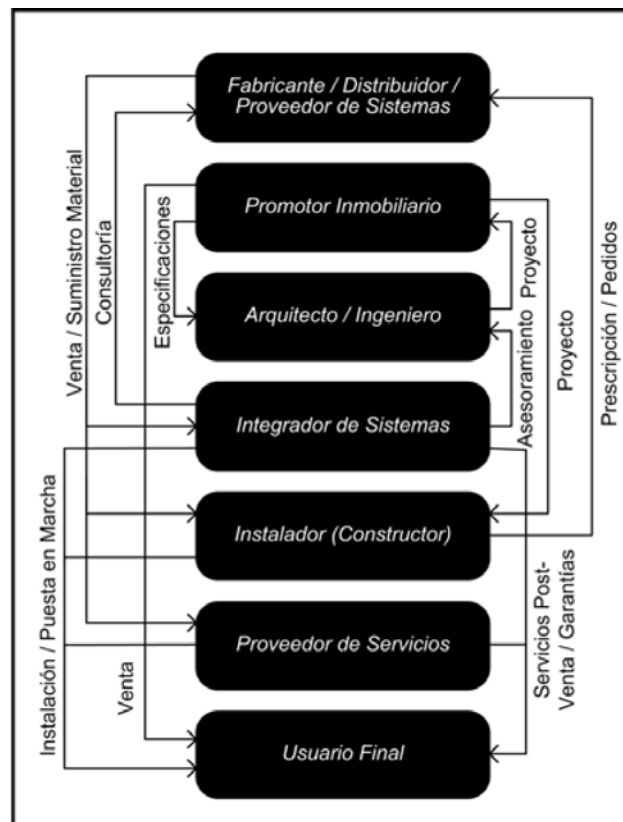 Fabricante / Distribuidor /
Proveedor de Sistemas
Promotor Inmobiliario
Arquitecto / Ingeniero
Integrador de Sistemas
Instalador (Constructor)
Proveedor de Servicios
Usuario Final
Venta / Suministro Material
Consultoría
Especificaciones
Instalación / Puesta en Marcha
Venta
Proyecto
Asesoramiento
Proyecto
Prescripción / Pedidos
Servicios Post-
Venta / Garantías